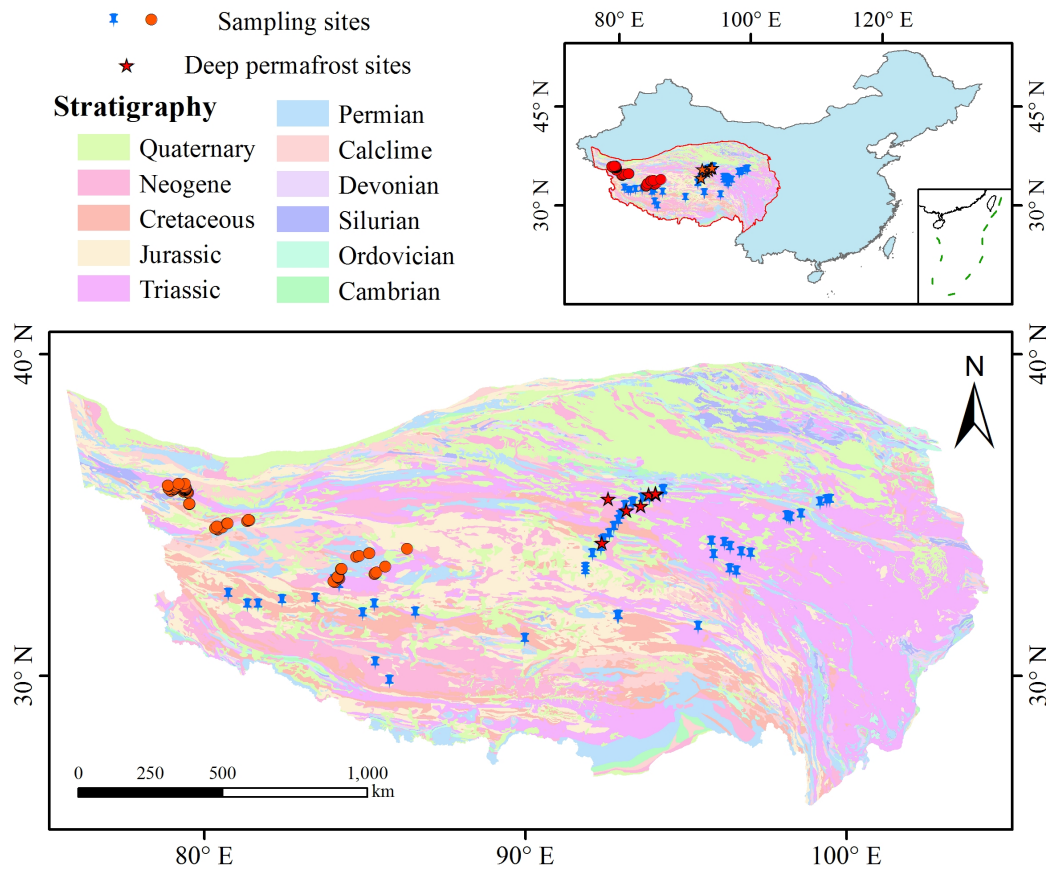 Sampling sites
Deep permafrost sites
Stratigraphy
Quaternary
Neogene
Cretaceous
Jurassic
Triassic
Permian
Calclime
Devonian
Silurian
Ordovician
Cambrian
80° E
100° E
120° E
45° N
30° N
45° N
30° N
40° N
30° N
40° N
30° N
N
0
250
500
1,000
km
80° E
90° E
100° E